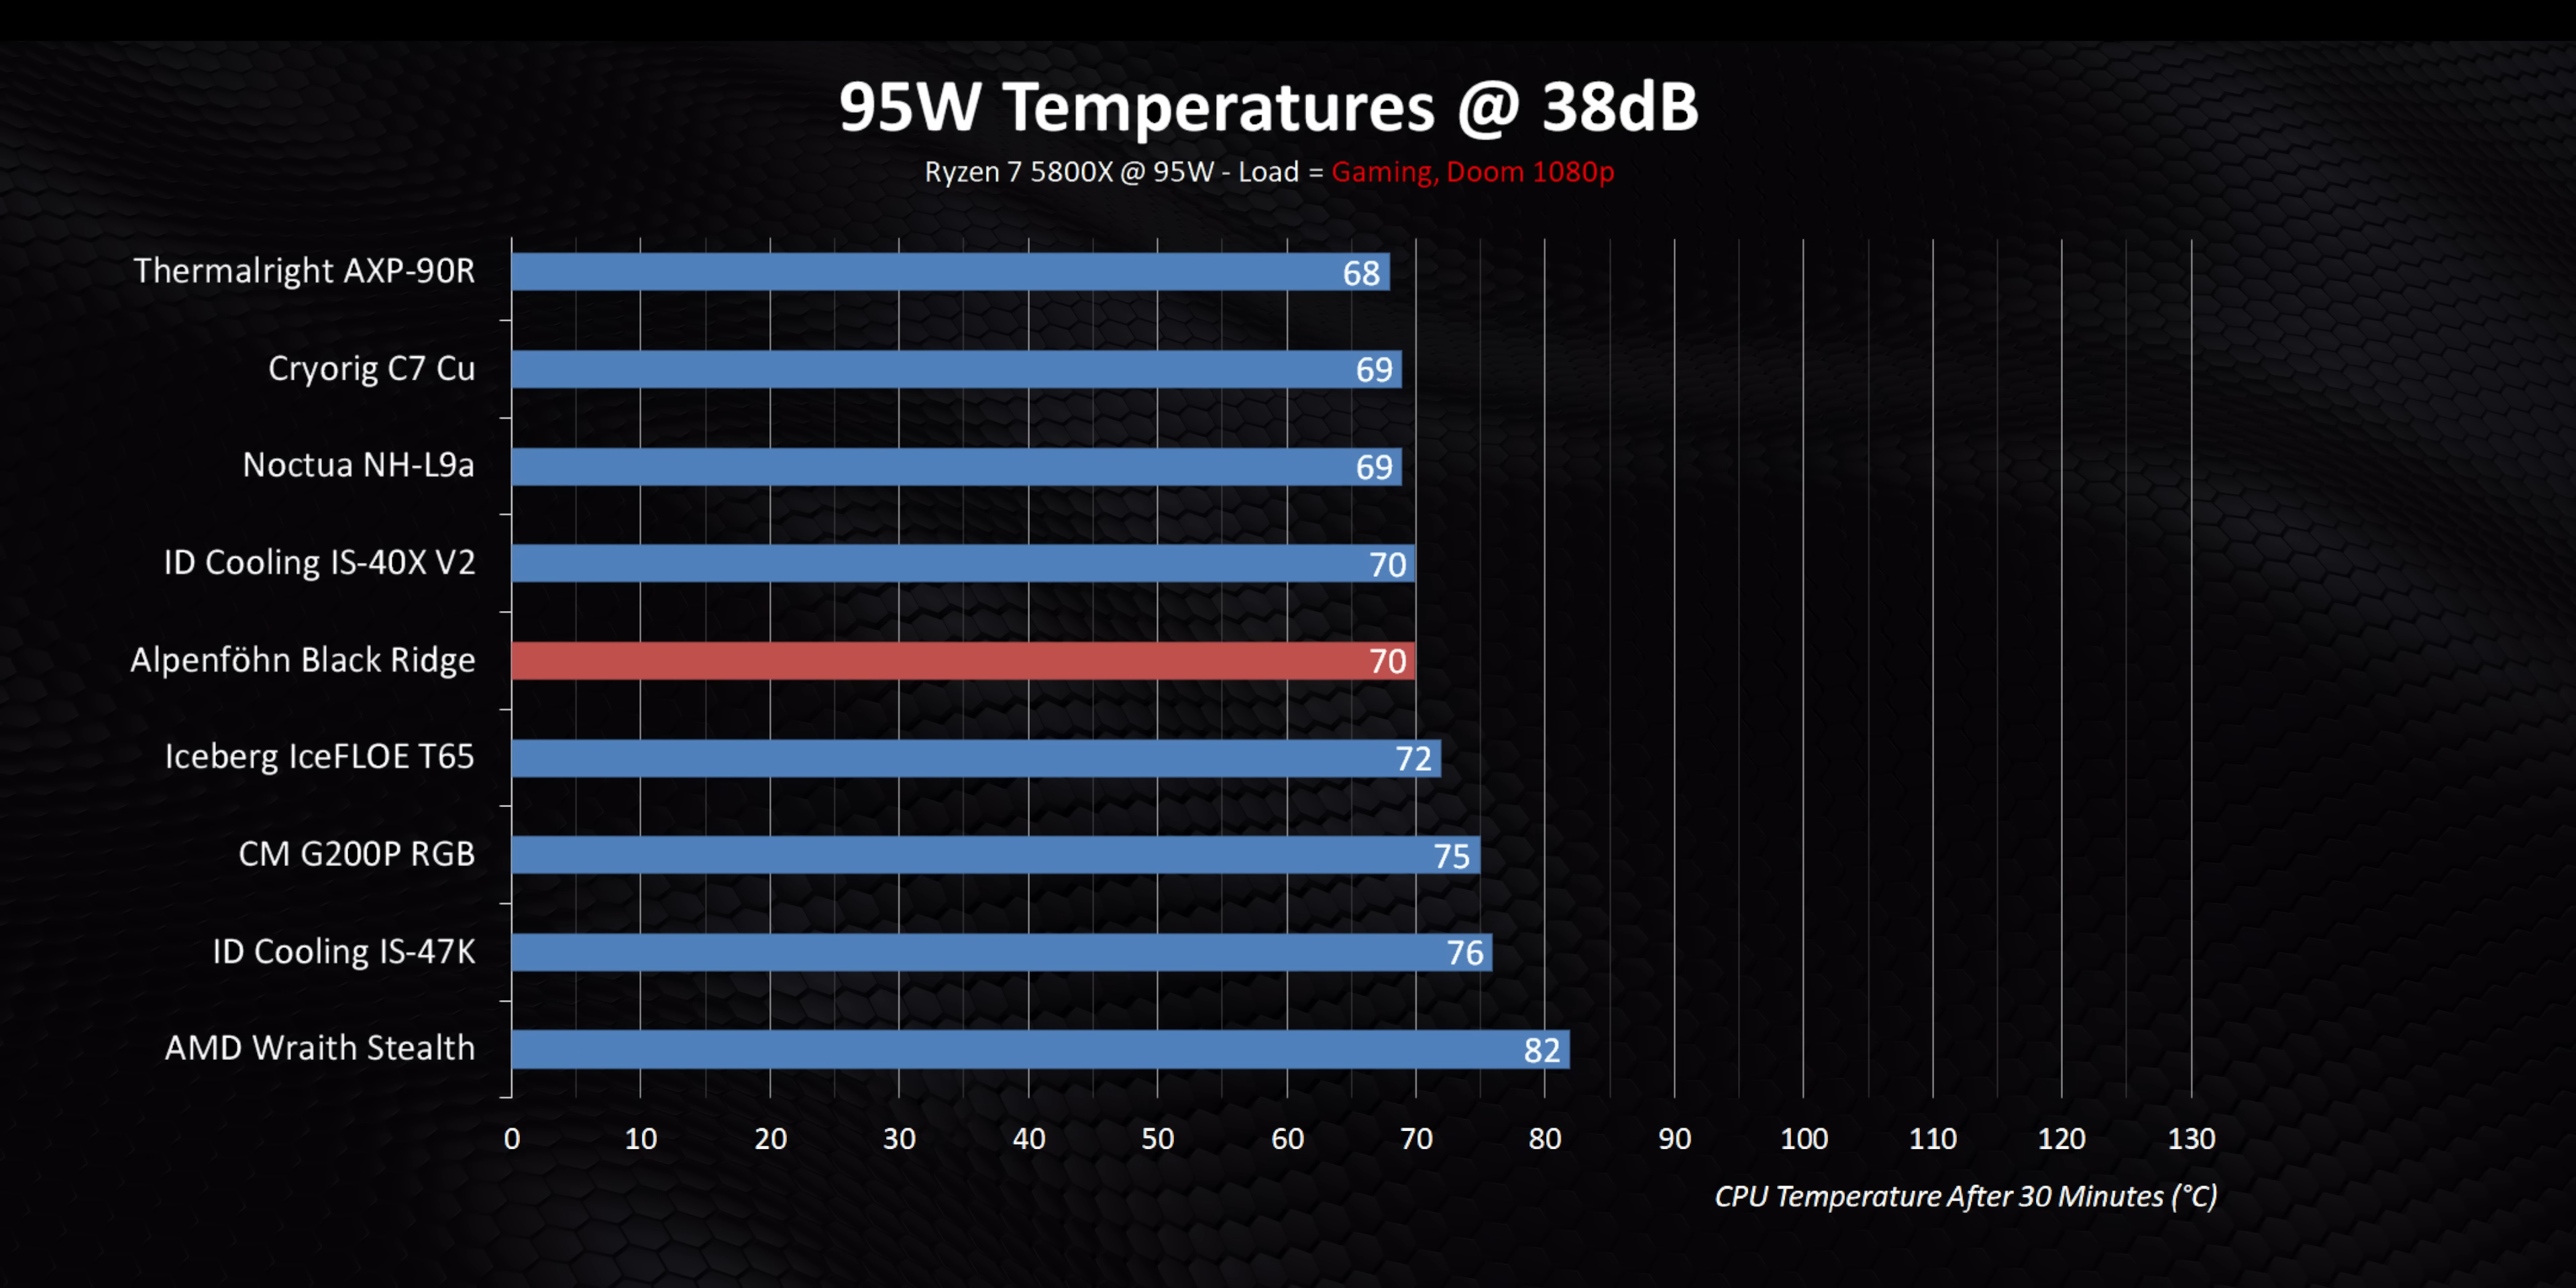 95W Temperatures @ 38dB
Ryzen 7 5800X @ 95W - Load = Gaming, Doom 1080p
Thermalright AXP-90R 68
Cryorig C7 Cu 69
Noctua NH-L9a 69
ID Cooling IS-40X V2 70
Alpenföhn Black Ridge 70
Iceberg IceFLOE T65 72
CM G200P RGB 75
ID Cooling IS-47K 76
AMD Wraith Stealth 82
0 10 20 30 40 50 60 70 80 90 100 110 120 130
CPU Temperature After 30 Minutes (°C)